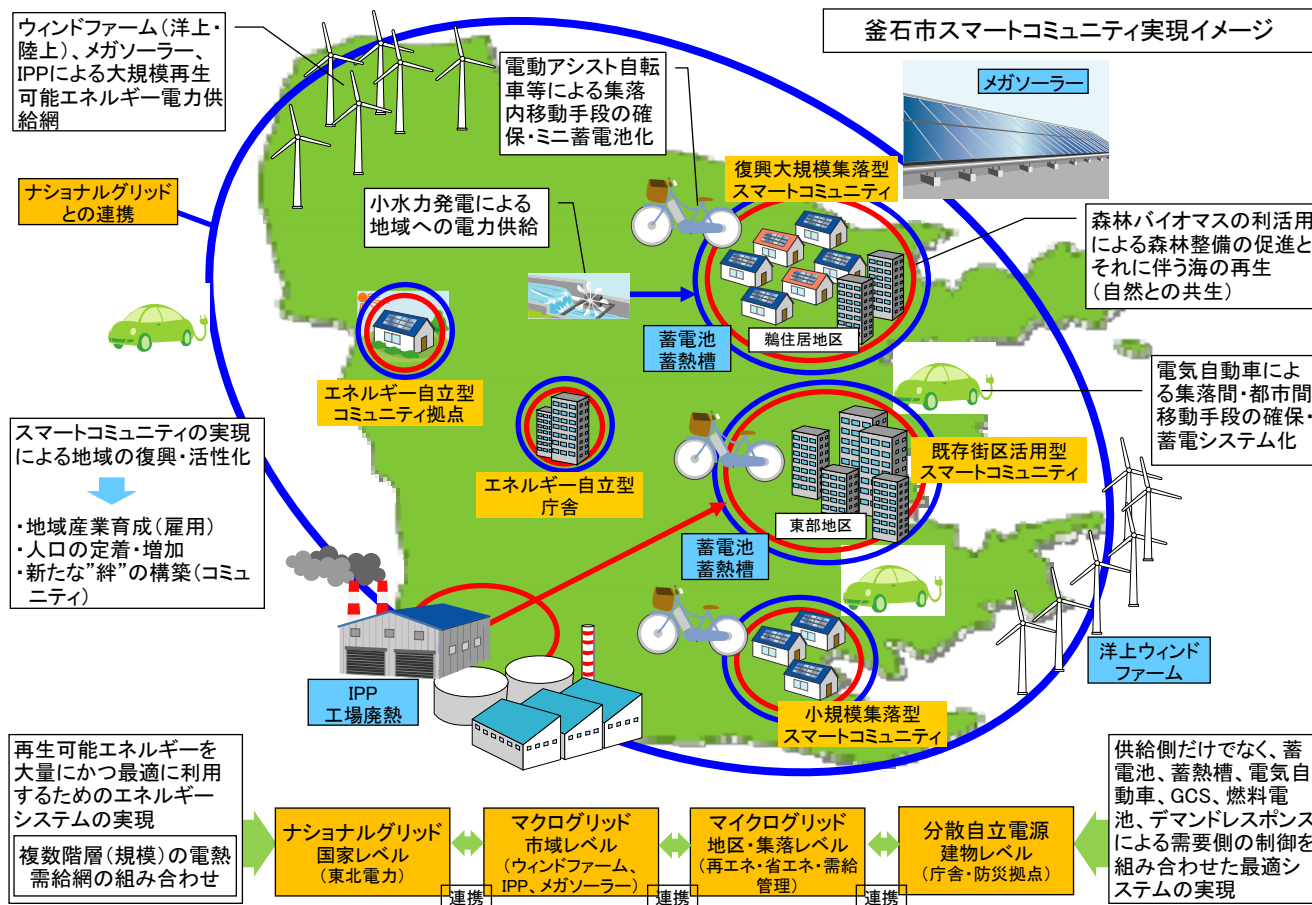 釜石市スマートコミュニティ実現イメージ
ウィンドファーム(洋上・
陸上)、メガソーラー、
IPPによる大規模再生
可能エネルギー電力供
給網
電動アシスト自転
車等による集落
内移動手段の確
保・ミニ蓄電池化
メガソーラー
復興大規模集落型
スマートコミュニティ
ナショナルグリッド
との連携
小水力発電による
地域への電力供給
森林バイオマスの利活用
による森林整備の促進と
それに伴う海の再生
(自然との共生)
蓄電池
蓄熱槽
鵜住居地区
エネルギー自立型
コミュニティ拠点
電気自動車によ
る集落間・都市間
移動手段の確保・
蓄電システム化
スマートコミュニティの実現
による地域の復興・活性化
・地域産業育成(雇用)
・人口の定着・増加
・新たな”絆”の構築(コミュ
ニティ)
エネルギー自立型
庁舎
既存街区活用型
スマートコミュニティ
東部地区
蓄電池
蓄熱槽
IPP
工場廃熱
洋上ウィンド
ファーム
小規模集落型
スマートコミュニティ
再生可能エネルギーを
大量にかつ最適に利用
するためのエネルギー
システムの実現
複数階層(規模)の電熱
需給網の組み合わせ
ナショナルグリッド
国家レベル
(東北電力)
連携
マクログリッド
市域レベル
(ウィンドファーム、
IPP、メガソーラー)
連携
マイクログリッド
地区・集落レベル
(再エネ・省エネ・需給
管理)
連携
分散自立電源
建物レベル
(庁舎・防災拠点)
供給側だけでなく、蓄
電池、蓄熱槽、電気自
動車、GCS、燃料電
池、デマンドレスポンス
による需要側の制御を
組み合わせた最適シ
ステムの実現